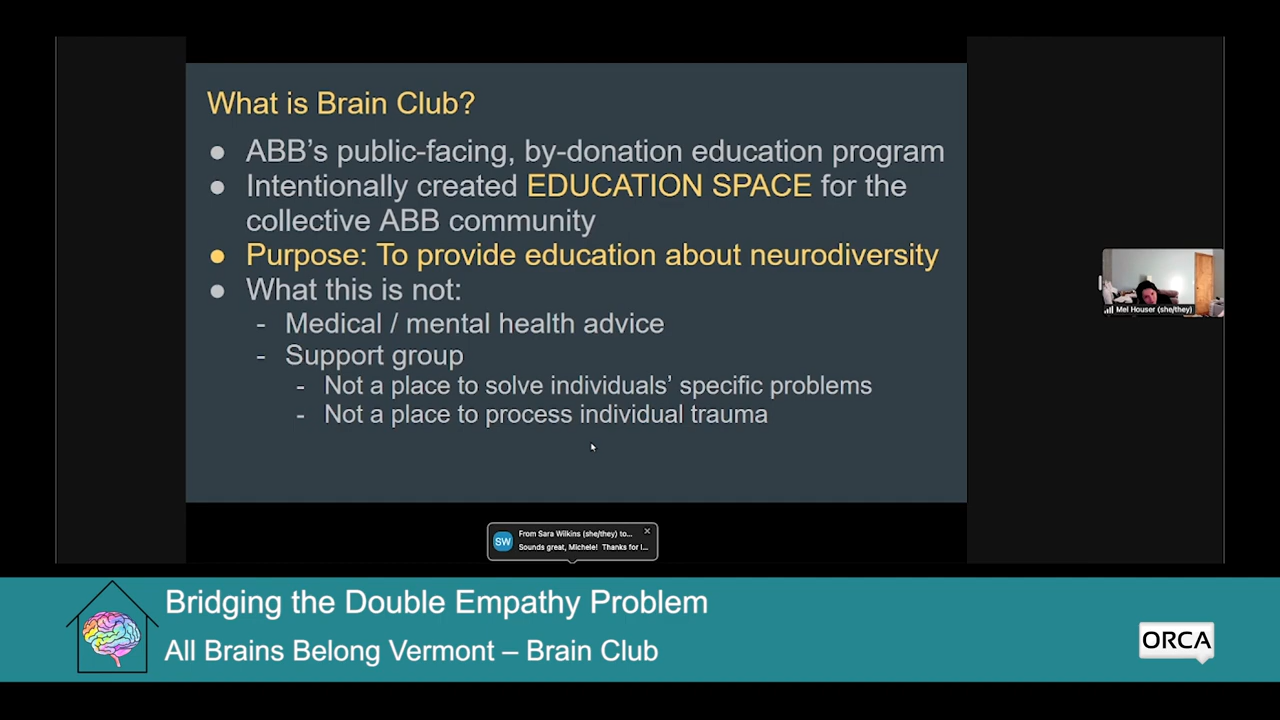 What is Brain Club?
● ABB's public-facing, by-donation education program
● Intentionally created EDUCATION SPACE for the
collective ABB community
● Purpose: To provide education about neurodiversity
● What this is not:
- Medical / mental health advice
- Support group
- Not a place to solve individuals' specific problems
- Not a place to process individual trauma
Mel Houser (she/they)
SW
From Sara Wilkins (she/they) to...
Sounds great, Michele! Thanks for l...
Bridging the Double Empathy Problem
All Brains Belong Vermont – Brain Club
ORCA